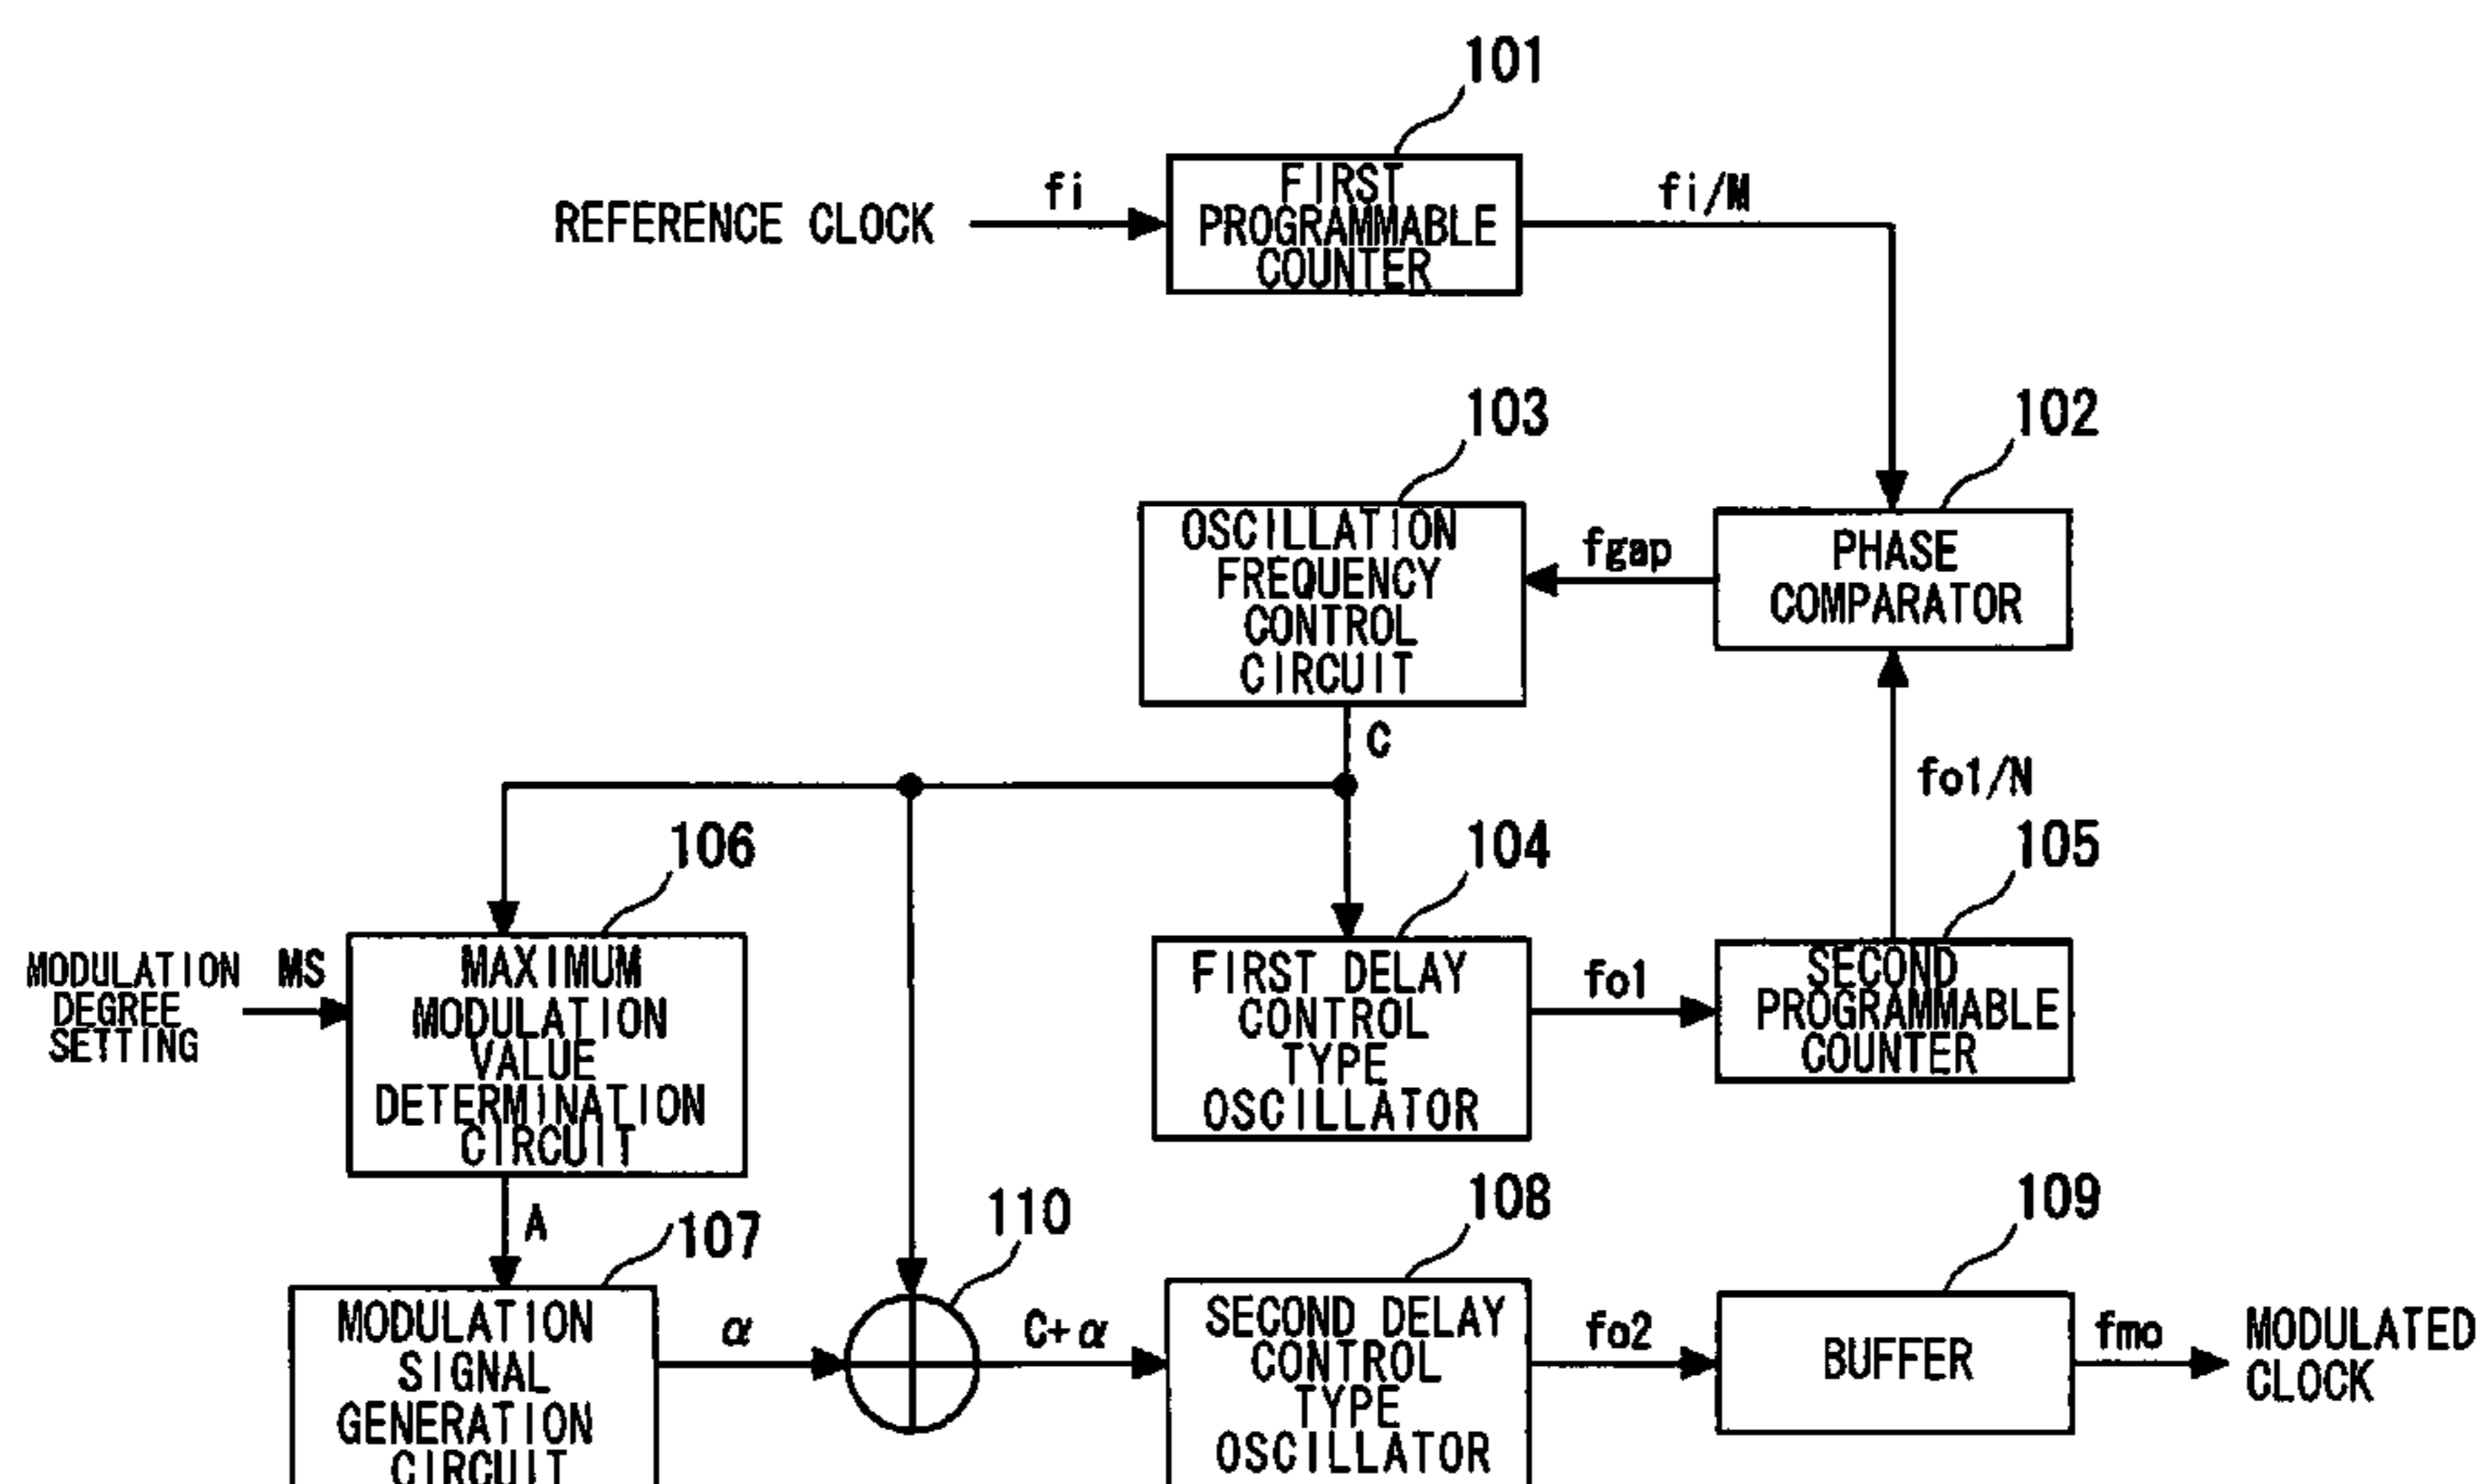 101
REFERENCE CLOCK
fi
FIRST
PROGRAMMABLE
COUNTER
fi/M
103
102
OSCILLATION
FREQUENCY
CONTROL
CIRCUIT
fgap
PHASE
COMPARATOR
C
fo1/N
106
104
105
MODULATION
DEGREE
SETTING
MS
MAXIMUM
MODULATION
VALUE
DETERMINATION
CIRCUIT
FIRST DELAY
CONTROL
TYPE
OSCILLATOR
fo1
SECOND
PROGRAMMABLE
COUNTER
A
107
110
108
109
MODULATION
SIGNAL
GENERATION
CIRCUIT
α
C+α
SECOND DELAY
CONTROL
TYPE
OSCILLATOR
fo2
BUFFER
fmo
MODULATED
CLOCK